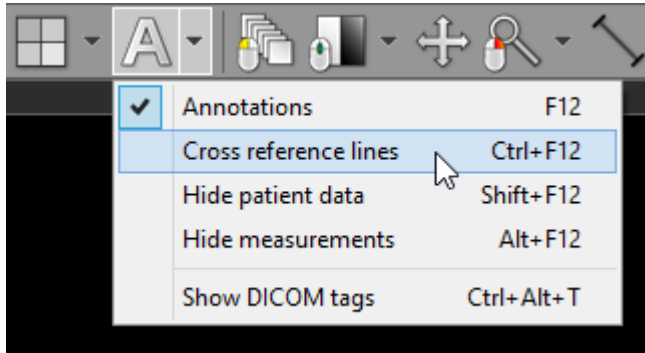 A
Annotations F12
Cross reference lines Ctrl+F12
Hide patient data Shift+F12
Hide measurements Alt+F12
Show DICOM tags Ctrl+Alt+T